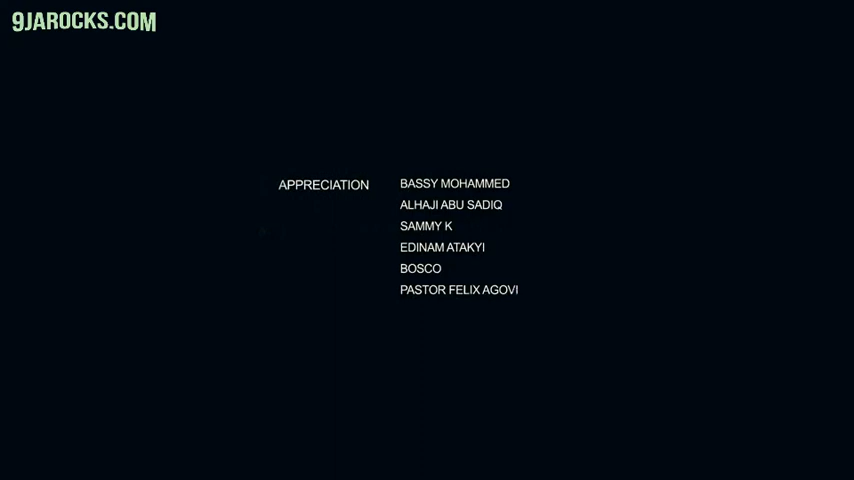 9JAROCKS.COM
APPRECIATION BASSY MOHAMMED
ALHAJI ABU SADIQ
SAMMY K
EDINAM ATAKYI
BOSCO
PASTOR FELIX AGOVI